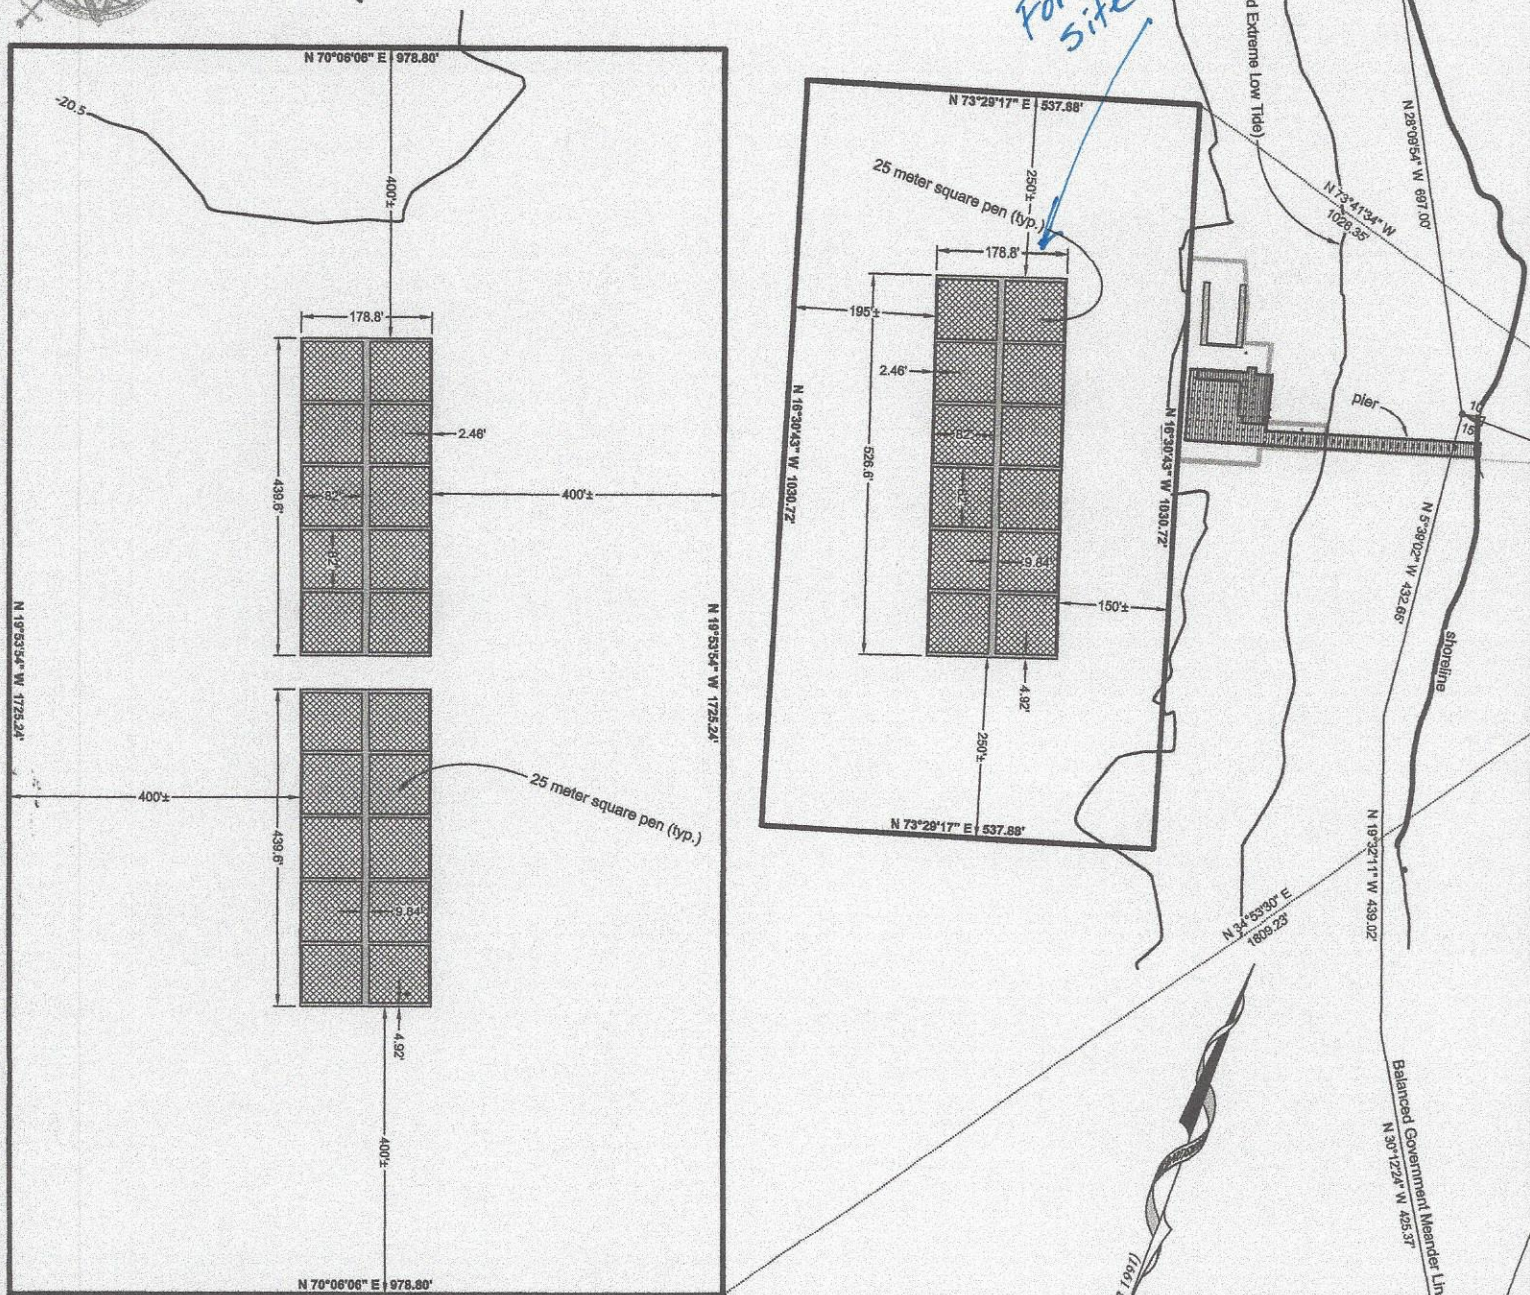 N 70°06'06" E 978.80'
-20.5
400'±
178.8'
2.46'
439.6'
82'
82'
400'±
N 19°53'54" W 1725.24'
N 19°53'54" W 1725.24'
400'±
25 meter square pen (typ.)
439.6'
9.84'
4.92'
400'±
N 70°06'06" E 978.80'
Site
N 73°29'17" E 537.88'
250'±
25 meter square pen (typ.)
178.8'
195'±
2.46'
82'
82'
526.6'
N 16°30'43" W 1030.72'
N 16°30'43" W 1030.72'
9.84'
150'±
4.92'
250'±
N 73°29'17" E 537.88'
d Extreme Low Tide)
N 28°09'54" W 697.00'
N 73°41'34" W
1026.35'
pier
10
15
N 5°39'02" W 432.66'
shoreline
N 19°32'11" W 439.02'
N 34°53'30" E
1809.23'
Balanced Government Meander Lin
N 30°12'24" W 425.37'
1991)